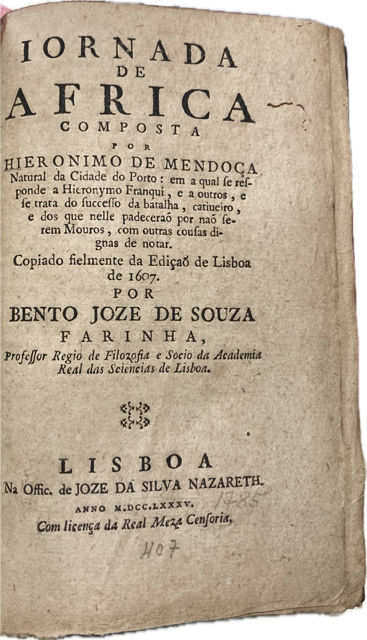 IORNADA
DE
AFRICA
COMPOSTA
POR
HIERONIMO DE MENDOÇA
Natural da Cidade do Porto: em a qual ſe reſ-
ponde a Hieronymo Franqui, e a outros, e
ſe trata do ſucceſſo da batalha, cativeiro,
e dos que nelle padeceraõ por naõ ſe-
rem Mouros, com outras couſas di-
gnas de notar.
Copiado fielmente da Ediçaõ de Lisboa
de 1607.
POR
BENTO JOZE DE SOUZA
FARINHA,
Profeſſor Regio de Filozofia e Socio da Academia
Real das Sciencias de Lisboa.
LISBOA
Na Offic. de JOZE DA SILVA NAZARETH.
ANNO M.DCC.LXXXV.
1785
Com licença da Real Meza Cenſoria.
407